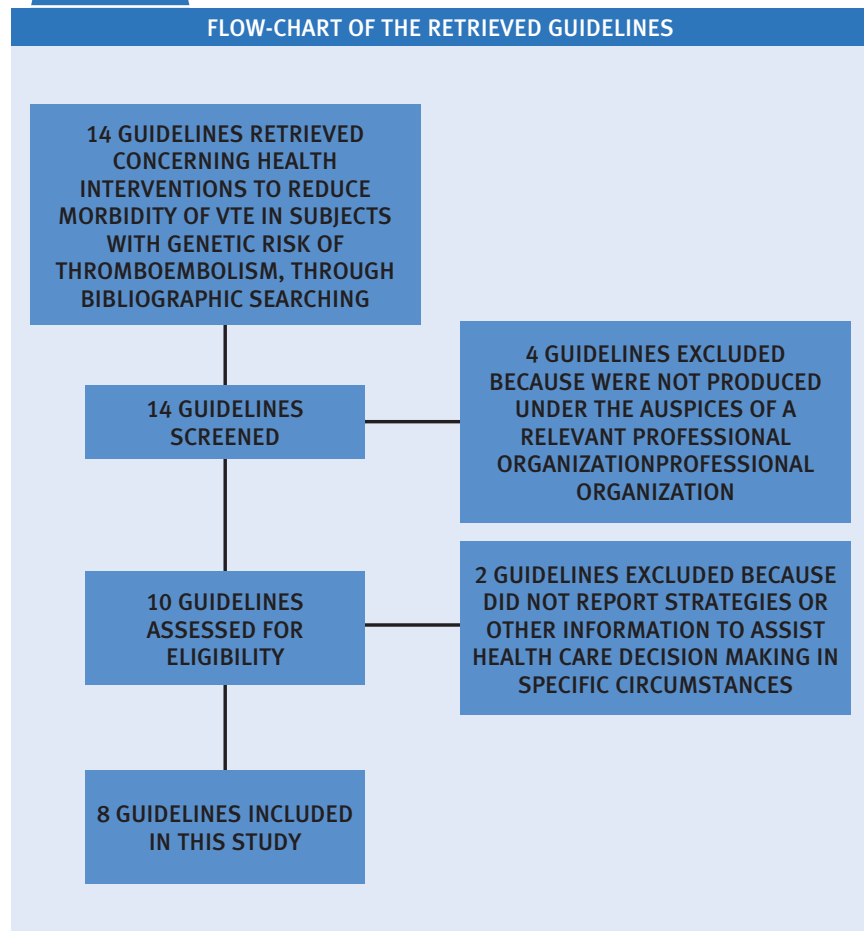 FLOW-CHART OF THE RETRIEVED GUIDELINES
14 GUIDELINES RETRIEVED
CONCERNING HEALTH
INTERVENTIONS TO REDUCE
MORBIDITY OF VTE IN SUBJECTS
WITH GENETIC RISK OF
THROMBOEMBOLISM, THROUGH
BIBLIOGRAPHIC SEARCHING
14 GUIDELINES
SCREENED
4 GUIDELINES EXCLUDED
BECAUSE WERE NOT PRODUCED
UNDER THE AUSPICES OF A
RELEVANT PROFESSIONAL
ORGANIZATIONPROFESSIONAL
ORGANIZATION
10 GUIDELINES
ASSESSED FOR
ELIGIBILITY
2 GUIDELINES EXCLUDED BECAUSE
DID NOT REPORT STRATEGIES OR
OTHER INFORMATION TO ASSIST
HEALTH CARE DECISION MAKING IN
SPECIFIC CIRCUMSTANCES
8 GUIDELINES INCLUDED
IN THIS STUDY